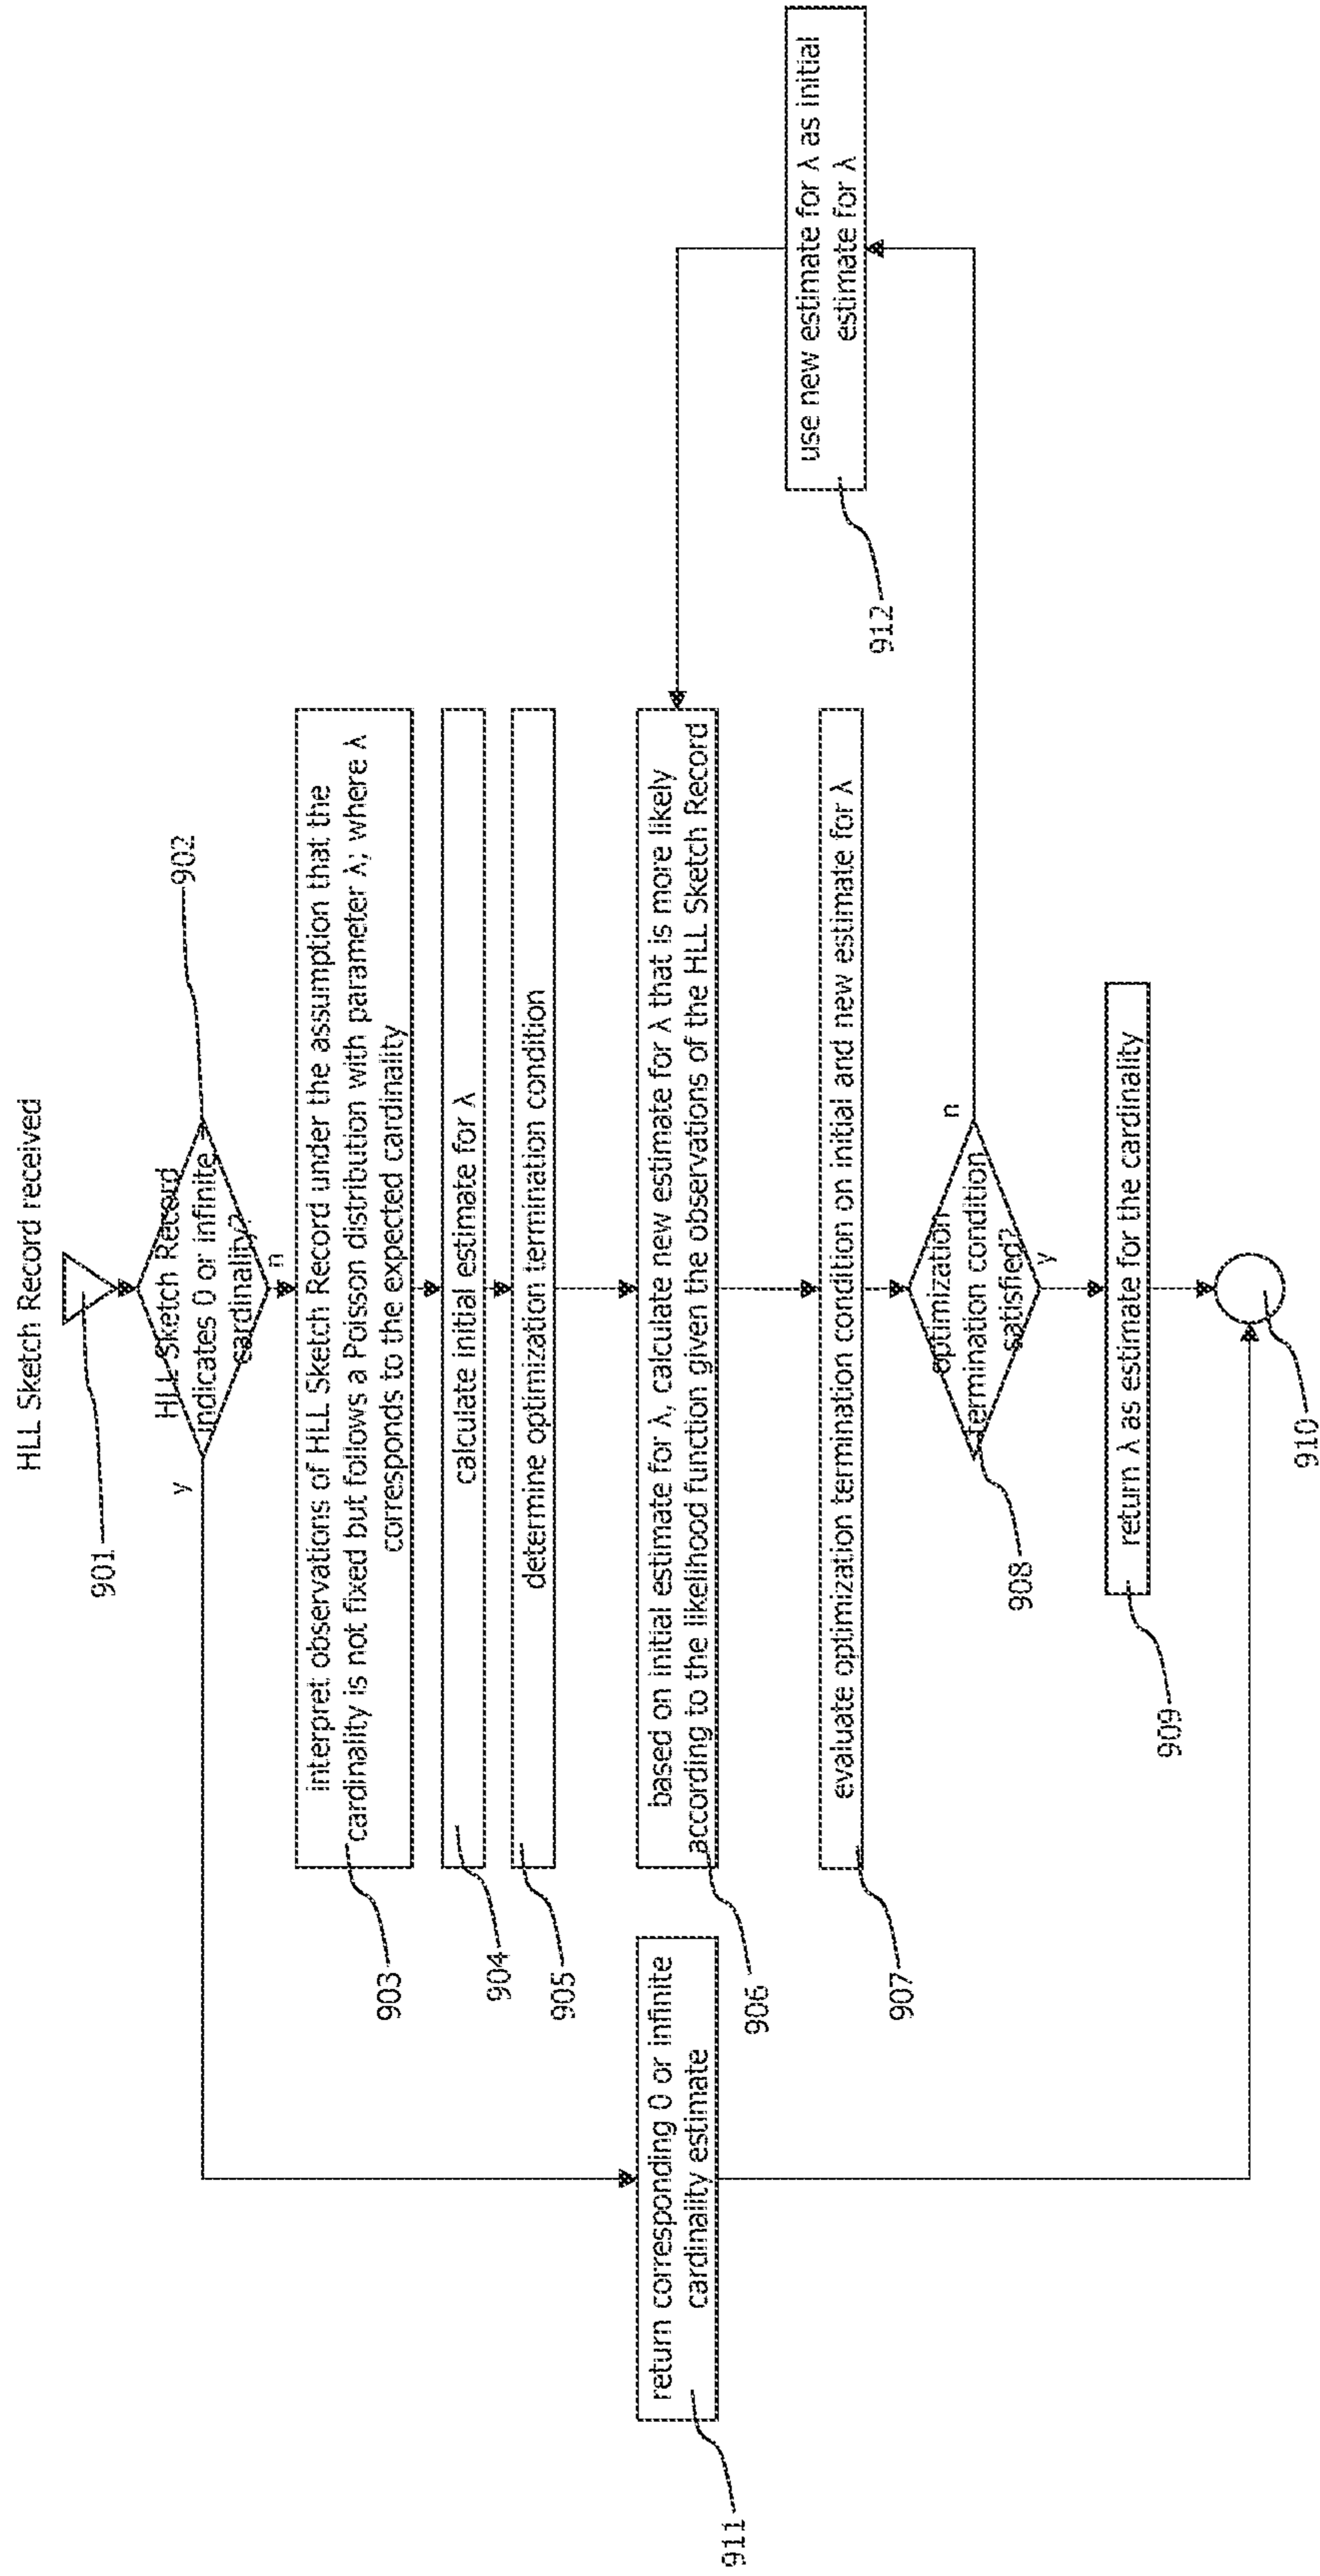 HLL Sketch Record received
901
HLL Sketch Record
indicates 0 or infinite
cardinality?
902
y
n
interpret observations of HLL Sketch Record under the assumption that the
cardinality is not fixed but follows a Poisson distribution with parameter λ, where λ
corresponds to the expected cardinality
903
calculate initial estimate for λ
904
determine optimization termination condition
905
return corresponding 0 or infinite
cardinality estimate
911
based on initial estimate for λ, calculate new estimate for λ that is more likely
according to the likelihood function given the observations of the HLL Sketch Record
906
use new estimate for λ as initial
estimate for λ
912
evaluate optimization termination condition on initial and new estimate for λ
907
optimization
termination condition
satisfied?
908
n
y
return λ as estimate for the cardinality
909
910